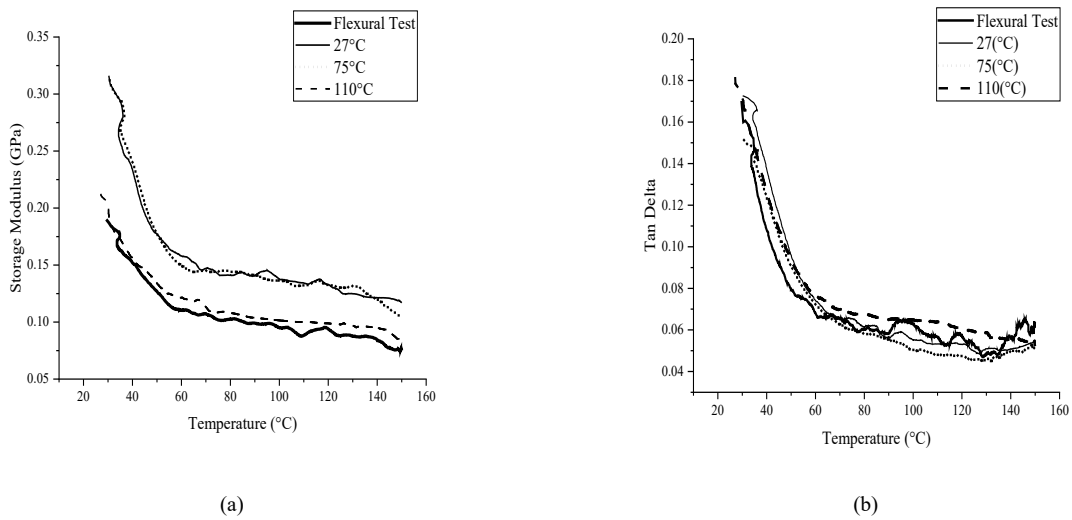 Flexural Test
27°C
75°C
110°C
0.35
0.30
0.25
0.20
0.15
0.10
0.05
Storage Modulus (GPa)
20 40 60 80 100 120 140 160
Temperature (°C)
(a)
Flexural Test
27(°C)
75(°C)
110(°C)
0.20
0.18
0.16
0.14
0.12
0.10
0.08
0.06
0.04
Tan Delta
20 40 60 80 100 120 140 160
Temperature (°C)
(b)